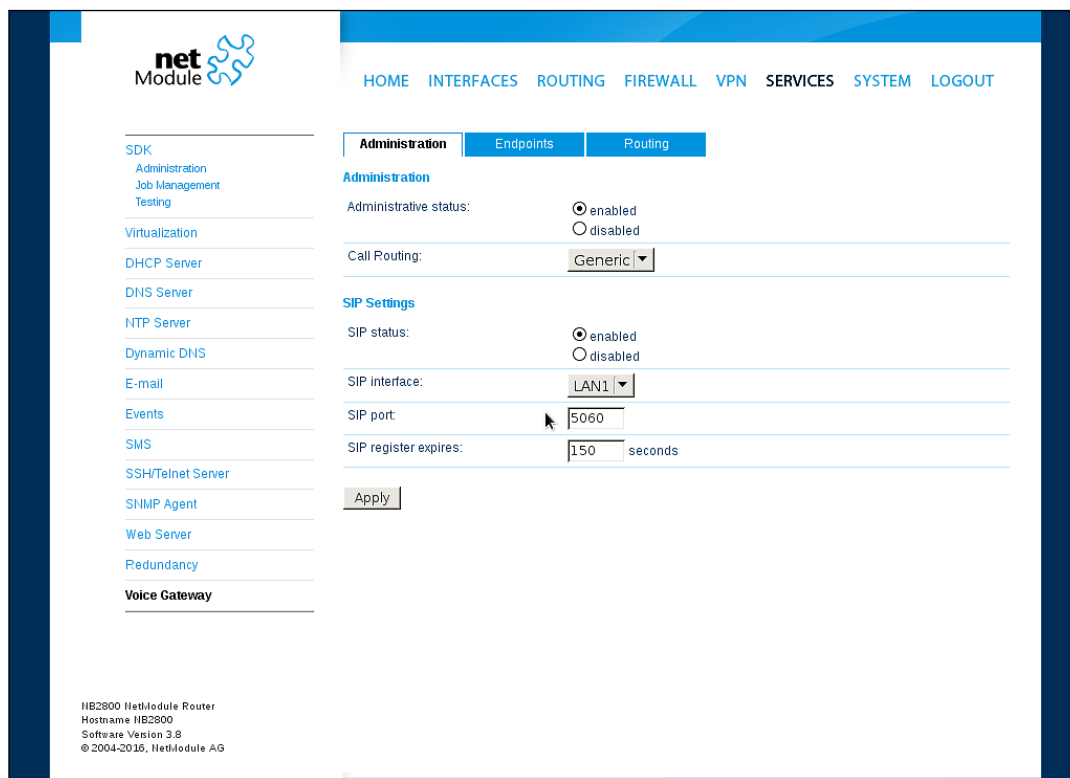 net
Module
HOME INTERFACES ROUTING FIREWALL VPN SERVICES SYSTEM LOGOUT
SDK
Administration
Job Management
Testing
Virtualization
DHCP Server
DNS Server
NTP Server
Dynamic DNS
E-mail
Events
SMS
SSH/Telnet Server
SNMP Agent
Web Server
Redundancy
Voice Gateway
Administration Endpoints Routing
Administration
Administrative status:
enabled
disabled
Call Routing: Generic
SIP Settings
SIP status:
enabled
disabled
SIP interface: LAN1
SIP port: 5060
SIP register expires: 150 seconds
Apply
NB2800 NetModule Router
Hostname NB2800
Software Version 3.8
© 2004-2016, NetModule AG